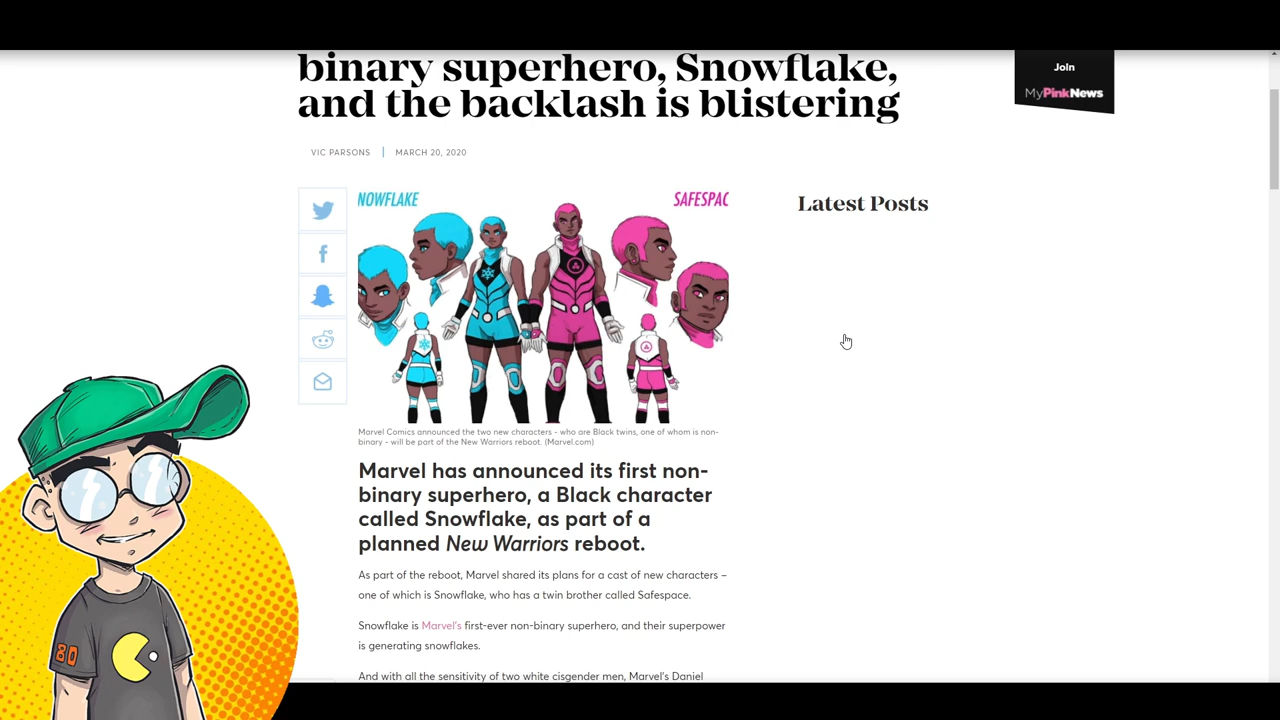 binary superhero, Snowflake,
and the backlash is blistering
Join
MyPinkNews
VIC PARSONS
MARCH 20, 2020
NOWFLAKE
SAFESPAC
Latest Posts
Marvel Comics announced the two new characters - who are Black twins, one of whom is non-
binary - will be part of the New Warriors reboot. (Marvel.com)
Marvel has announced its first non-
binary superhero, a Black character
called Snowflake, as part of a
planned New Warriors reboot.
As part of the reboot, Marvel shared its plans for a cast of new characters –
one of which is Snowflake, who has a twin brother called Safespace.
Snowflake is Marvel's first-ever non-binary superhero, and their superpower
is generating snowflakes.
And with all the sensitivity of two white cisgender men, Marvel's Daniel
80